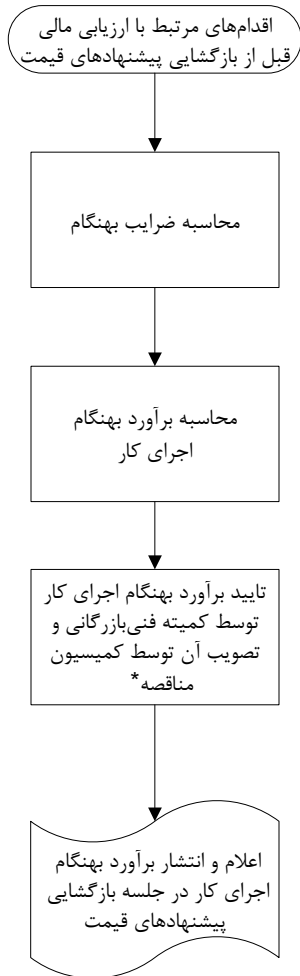 اقدام‌های مرتبط با ارزیابی مالی
قبل از بازگشایی پیشنهادهای قیمت
محاسبه ضرایب بهنگام
محاسبه برآورد بهنگام
اجرای کار
تایید برآورد بهنگام اجرای کار
توسط کمیته فنی‌بازرگانی و
تصویب آن توسط کمیسیون
مناقصه*
اعلام و انتشار برآورد بهنگام
اجرای کار در جلسه بازگشایی
پیشنهادهای قیمت